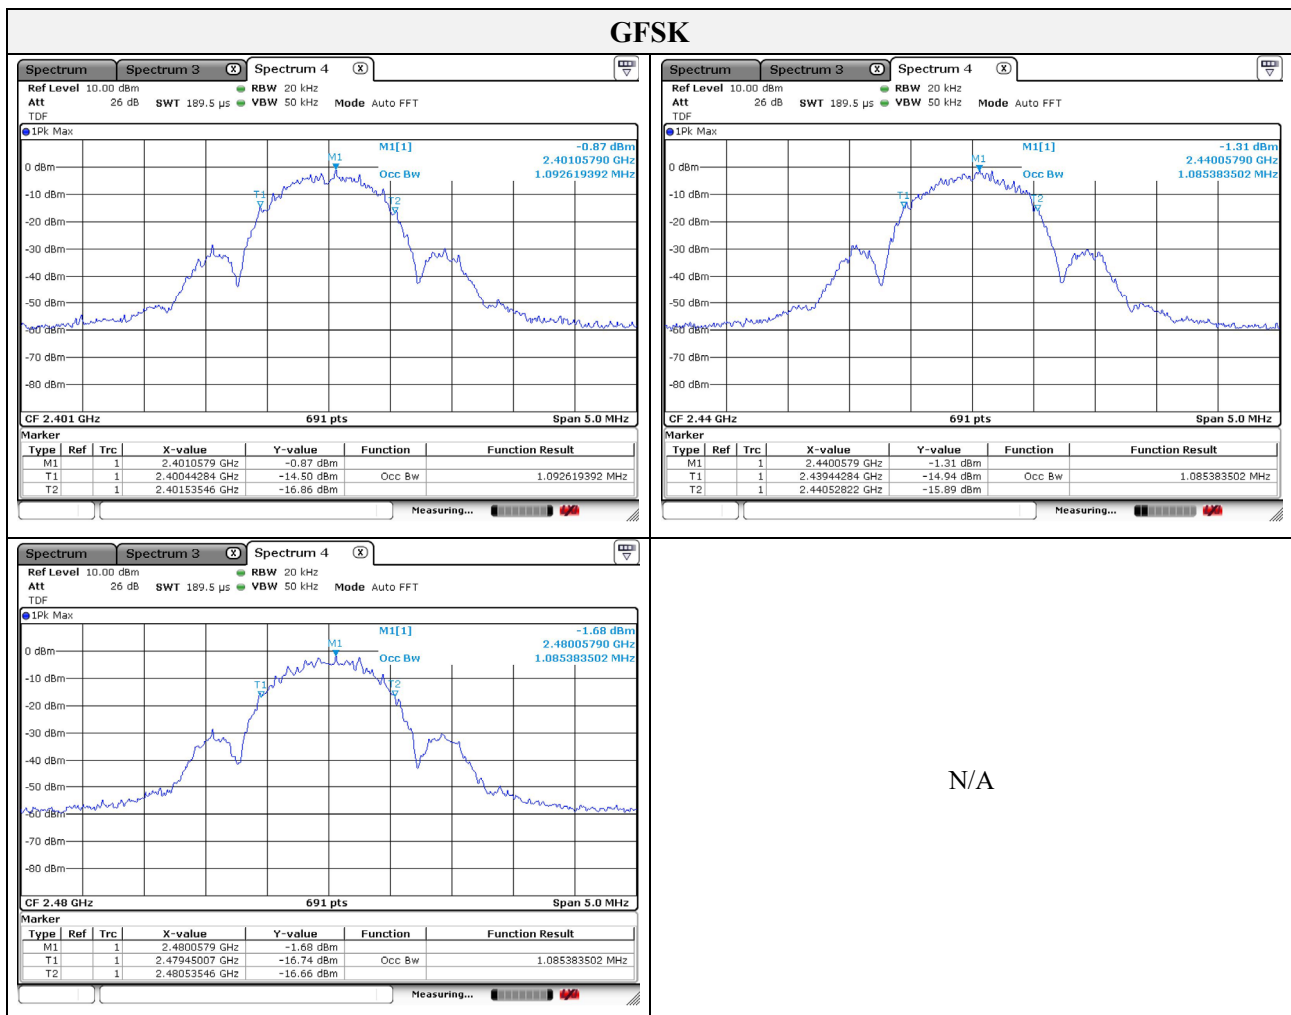 GFSK
Spectrum Spectrum 3 X Spectrum 4 X
Ref Level 10.00 dBm RBW 20 kHz
Att 26 dB SWT 189.5 µs VBW 50 kHz Mode Auto FFT
TDF
1Pk Max
M1[1] -0.87 dBm
2.40105790 GHz
Occ Bw 1.092619392 MHz
M1
T1
T2
0 dBm
-10 dBm
-20 dBm
-30 dBm
-40 dBm
-50 dBm
-60 dBm
-70 dBm
-80 dBm
CF 2.401 GHz 691 pts Span 5.0 MHz
Marker
Type Ref Trc X-value Y-value Function Function Result
M1 1 2.4010579 GHz -0.87 dBm
T1 1 2.40044284 GHz -14.50 dBm Occ Bw 1.092619392 MHz
T2 1 2.40153546 GHz -16.86 dBm
Measuring...
Spectrum Spectrum 3 X Spectrum 4 X
Ref Level 10.00 dBm RBW 20 kHz
Att 26 dB SWT 189.5 µs VBW 50 kHz Mode Auto FFT
TDF
1Pk Max
M1[1] -1.31 dBm
2.44005790 GHz
Occ Bw 1.085383502 MHz
M1
T1
T2
0 dBm
-10 dBm
-20 dBm
-30 dBm
-40 dBm
-50 dBm
-60 dBm
-70 dBm
-80 dBm
CF 2.44 GHz 691 pts Span 5.0 MHz
Marker
Type Ref Trc X-value Y-value Function Function Result
M1 1 2.4400579 GHz -1.31 dBm
T1 1 2.43944284 GHz -14.94 dBm Occ Bw 1.085383502 MHz
T2 1 2.44052822 GHz -15.89 dBm
Measuring...
Spectrum Spectrum 3 X Spectrum 4 X
Ref Level 10.00 dBm RBW 20 kHz
Att 26 dB SWT 189.5 µs VBW 50 kHz Mode Auto FFT
TDF
1Pk Max
M1[1] -1.68 dBm
2.48005790 GHz
Occ Bw 1.085383502 MHz
M1
T1
T2
0 dBm
-10 dBm
-20 dBm
-30 dBm
-40 dBm
-50 dBm
-60 dBm
-70 dBm
-80 dBm
CF 2.48 GHz 691 pts Span 5.0 MHz
Marker
Type Ref Trc X-value Y-value Function Function Result
M1 1 2.4800579 GHz -1.68 dBm
T1 1 2.47945007 GHz -16.74 dBm Occ Bw 1.085383502 MHz
T2 1 2.48053546 GHz -16.66 dBm
Measuring...
N/A